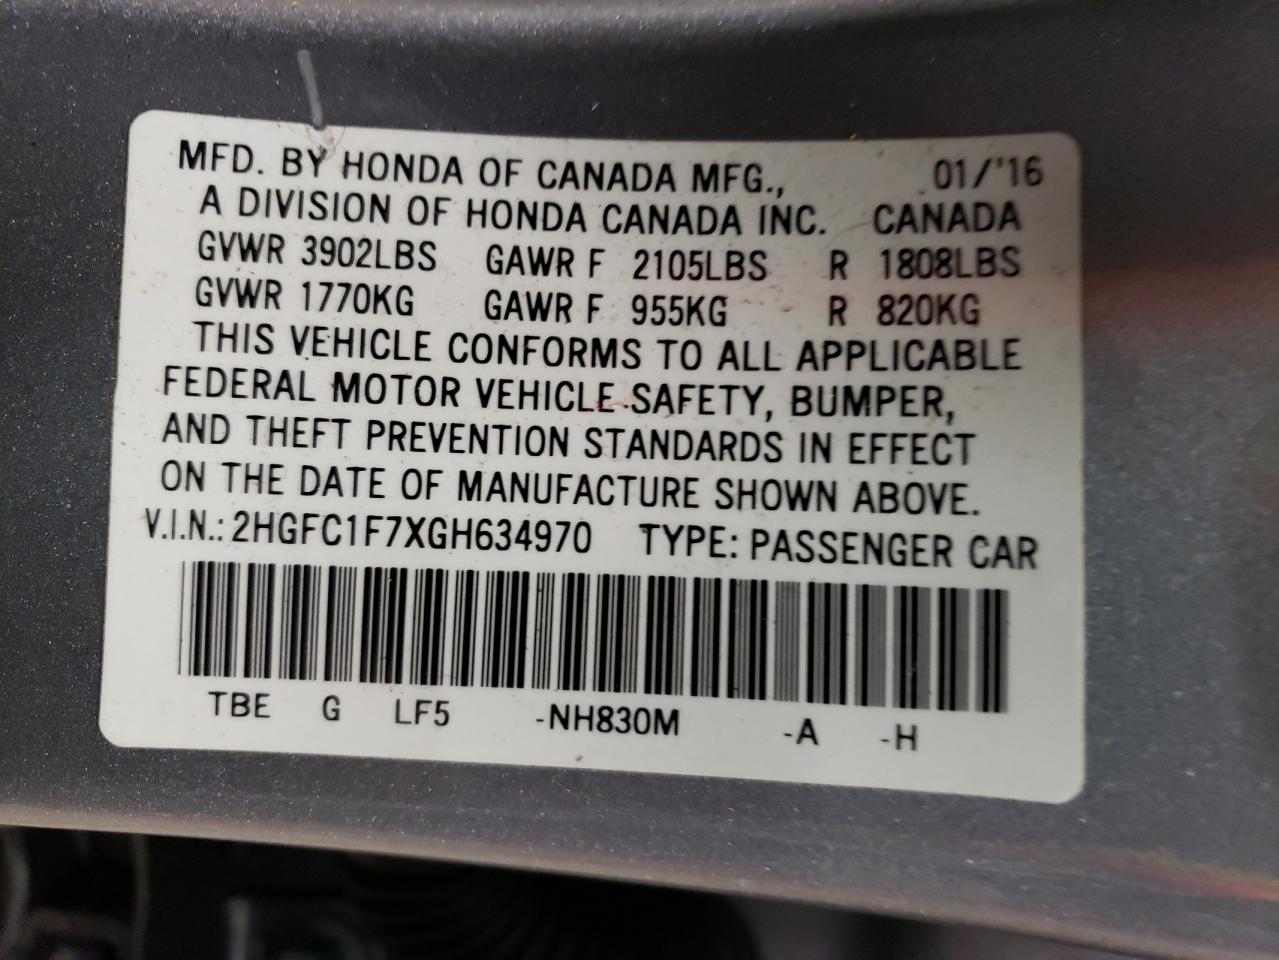 MFD. BY HONDA OF CANADA MFG., 01/'16
A DIVISION OF HONDA CANADA INC. CANADA
GVWR 3902LBS GAWR F 2105LBS R 1808LBS
GVWR 1770KG GAWR F 955KG R 820KG
THIS VEHICLE CONFORMS TO ALL APPLICABLE
FEDERAL MOTOR VEHICLE SAFETY, BUMPER,
AND THEFT PREVENTION STANDARDS IN EFFECT
ON THE DATE OF MANUFACTURE SHOWN ABOVE.
V.I.N.: 2HGFC1F7XGH634970 TYPE: PASSENGER CAR
TBE G LF5 -NH830M -A -H